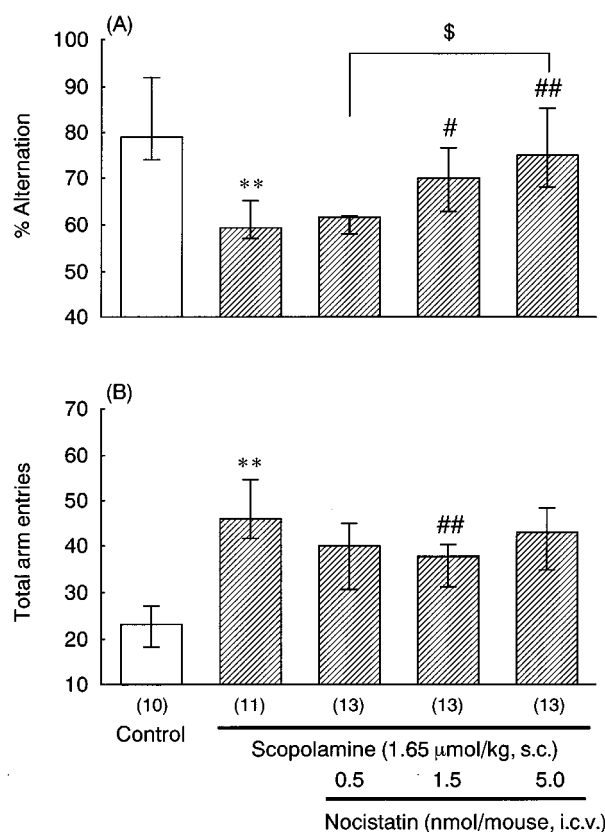 (A)
$
100
90
80
70
60
50
40
% Alternation
**
#
##
(B)
70
60
50
40
30
20
10
Total arm entries
**
##
(10) (11) (13) (13) (13)
Control
Scopolamine (1.65 μmol/kg, s.c.)
0.5 1.5 5.0
Nocistatin (nmol/mouse, i.c.v.)